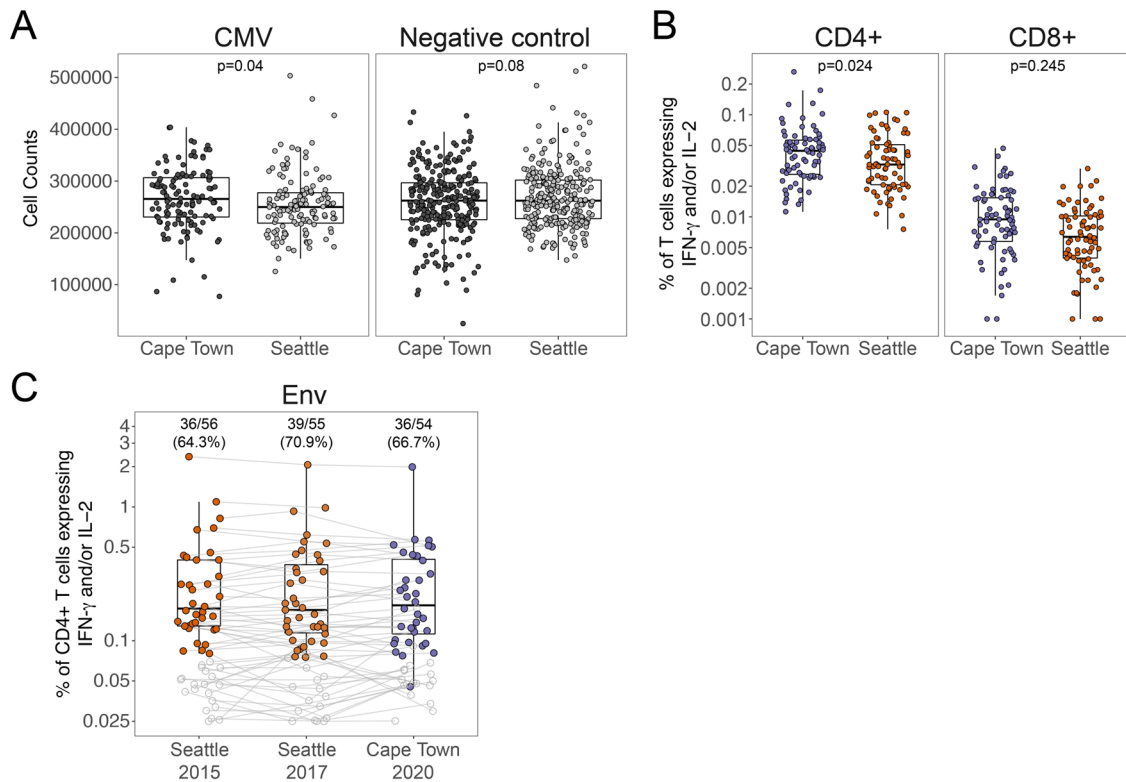 A
CMV
Negative control
p=0.04
p=0.08
Cell Counts
500000
400000
300000
200000
100000
Cape Town
Seattle
Cape Town
Seattle
B
CD4+
CD8+
p=0.024
p=0.245
% of T cells expressing
IFN-γ and/or IL−2
0.2
0.1
0.05
0.02
0.01
0.005
0.002
0.001
Cape Town
Seattle
Cape Town
Seattle
C
Env
36/56
(64.3%)
39/55
(70.9%)
36/54
(66.7%)
% of CD4+ T cells expressing
IFN-γ and/or IL−2
4
3
2
1
0.5
0.1
0.05
0.025
Seattle
2015
Seattle
2017
Cape Town
2020